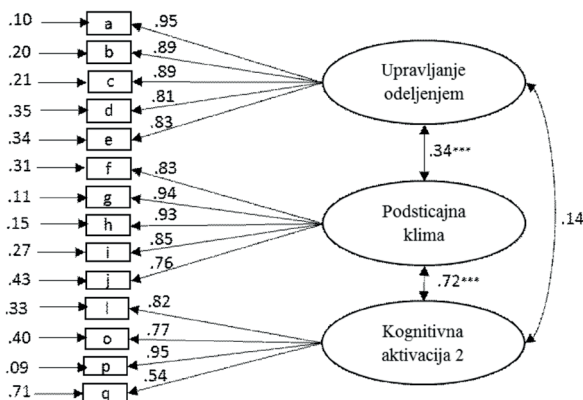 .10 a .95
.20 b .89
.21 c .89
.35 d .81
.34 e .83
Upravljanje
odeljenjem
.34***
.31 f .83
.11 g .94
.15 h .93
.27 i .85
.43 j .76
Podsticajna
klima
.14
.72***
.33 l .82
.40 o .77
.09 p .95
.71 q .54
Kognitivna
aktivacija 2